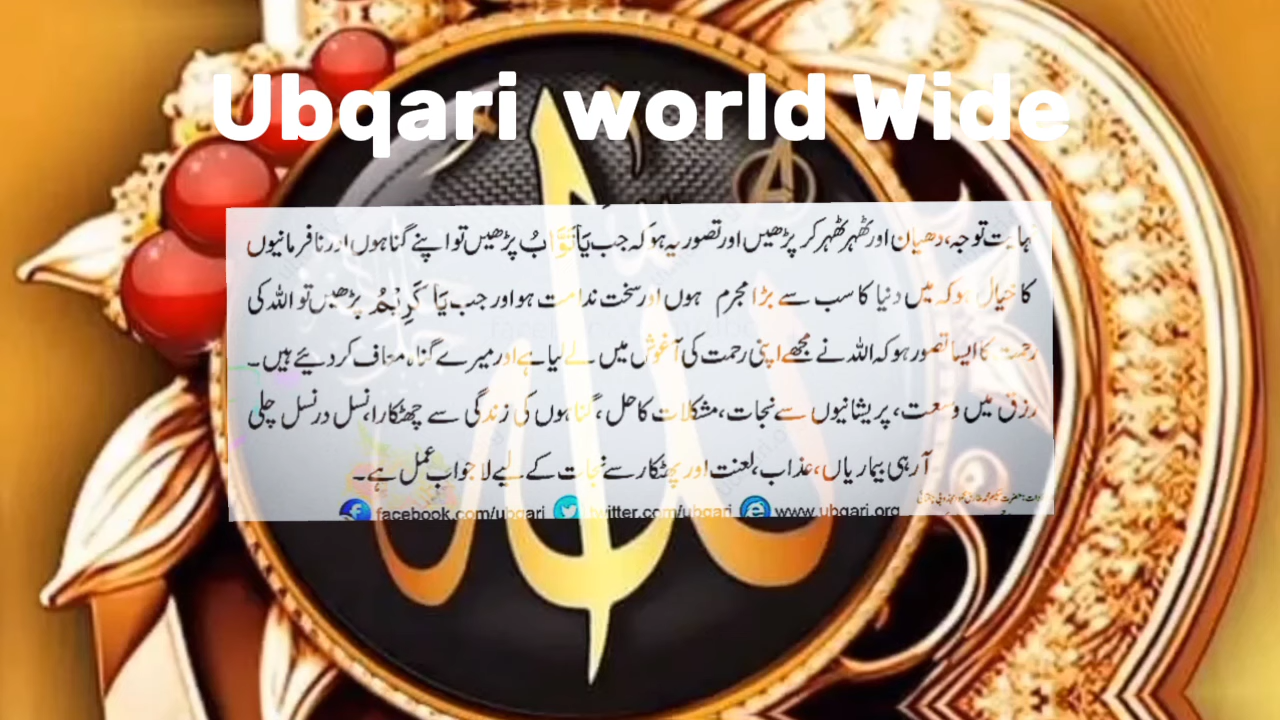 Ubqari world Wide
نہایت توجہ، دھیان اور ٹھہر ٹھہر کر پڑھیں اور تصور یہ ہو کہ جب یَا تَوَّابُ پڑھیں تو اپنے گناہوں اور نافرمانیوں
کا خیال ہو کہ میں دنیا کا سب سے بڑا مجرم ہوں اور سخت ندامت ہو اور جب یَا کَرِیْمُ پڑھیں تو اللہ کی
رحمت کا ایسا تصور ہو کہ اللہ نے مجھے اپنی رحمت کی آغوش میں لے لیا ہے اور میرے گناہ معاف کر دیئے ہیں۔
رزق میں وسعت، پریشانیوں سے نجات، مشکلات کا حل، گناہوں کی زندگی سے چھٹکارا، نسل در نسل چلی
آرہی بیماریاں، عذاب، لعنت اور پھٹکار سے نجات کے لیے لاجواب عمل ہے۔
facebook.com/ubqari twitter.com/ubqari www.ubqari.org
الله